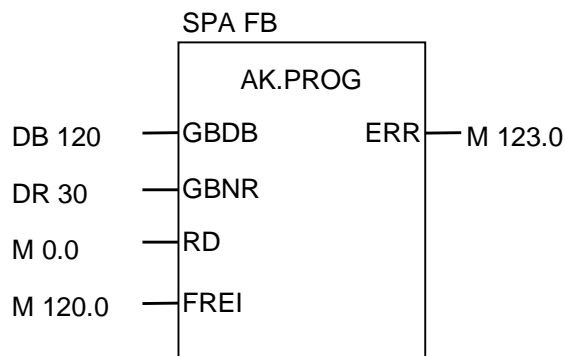 SPA FB
AK.PROG
DB 120 GBDB ERR M 123.0
DR 30 GBNR
M 0.0 RD
M 120.0 FREI